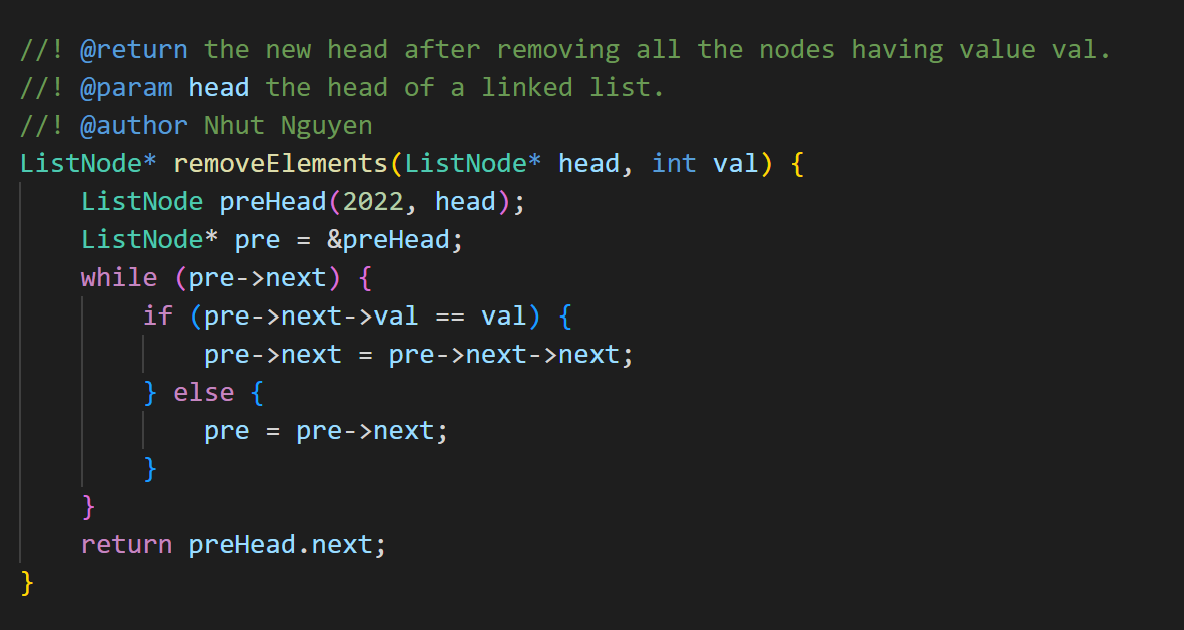 //! @return the new head after removing all the nodes having value val.
//! @param head the head of a linked list.
//! @author Nhut Nguyen
ListNode* removeElements(ListNode* head, int val) {
    ListNode preHead(2022, head);
    ListNode* pre = &preHead;
    while (pre->next) {
        if (pre->next->val == val) {
            pre->next = pre->next->next;
        } else {
            pre = pre->next;
        }
    }
    return preHead.next;
}